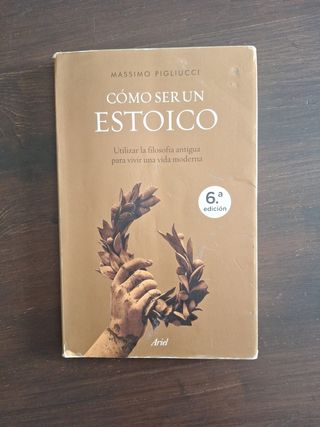 MASSIMO PIGLIUCCI
CÓMO SER UN
ESTOICO
Utilizar la filosofía antigua
para vivir una vida moderna
6.ª
edición
Ariel